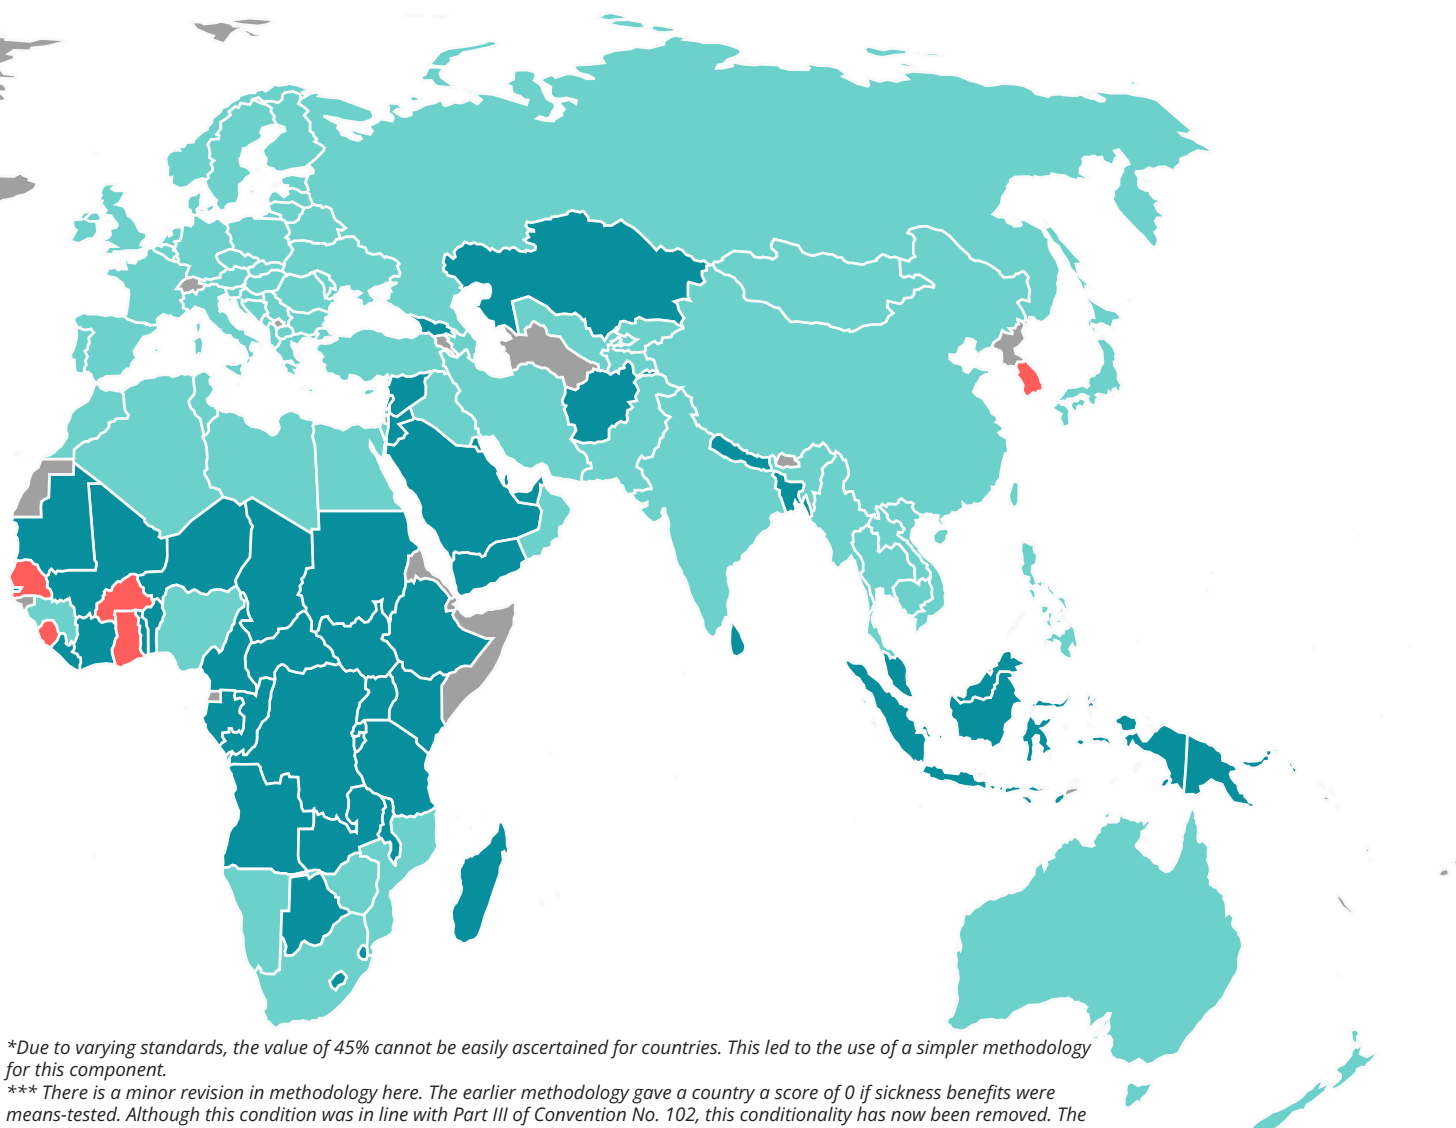 *Due to varying standards, the value of 45% cannot be easily ascertained for countries. This led to the use of a simpler methodology
for this component.
*** There is a minor revision in methodology here. The earlier methodology gave a country a score of 0 if sickness benefits were
means-tested. Although this condition was in line with Part III of Convention No. 102, this conditionality has now been removed. The